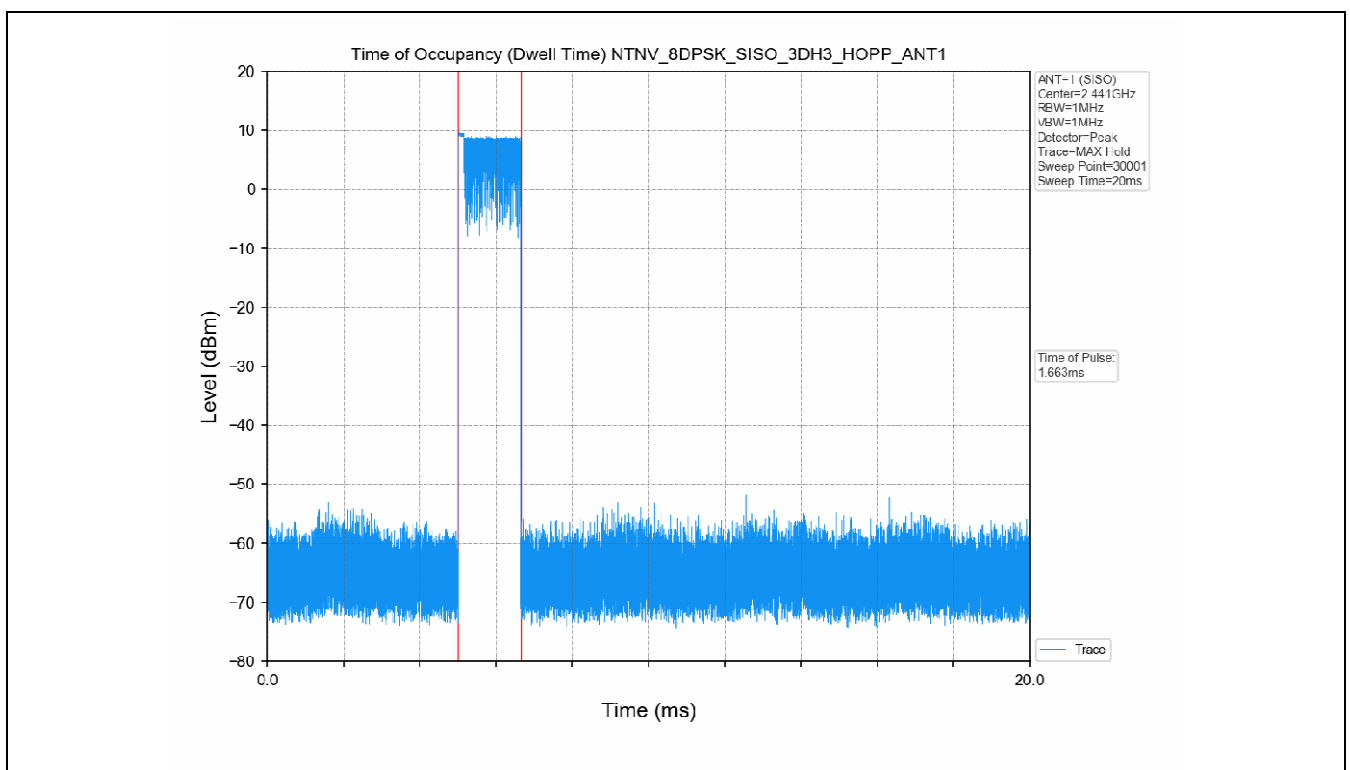 Time of Occupancy (Dwell Time) NTNV_8DPSK_SISO_3DH3_HOPP_ANT1
20
10
0
−10
−20
−30
−40
−50
−60
−70
−80
Level (dBm)
0.0
20.0
Time (ms)
ANT=1 (SISO)
Center=2.441GHz
RBW=1MHz
VBW=1MHz
Detector=Peak
Trace=MAX Hold
Sweep Point=30001
Sweep Time=20ms
Time of Pulse:
1.663ms
Trace